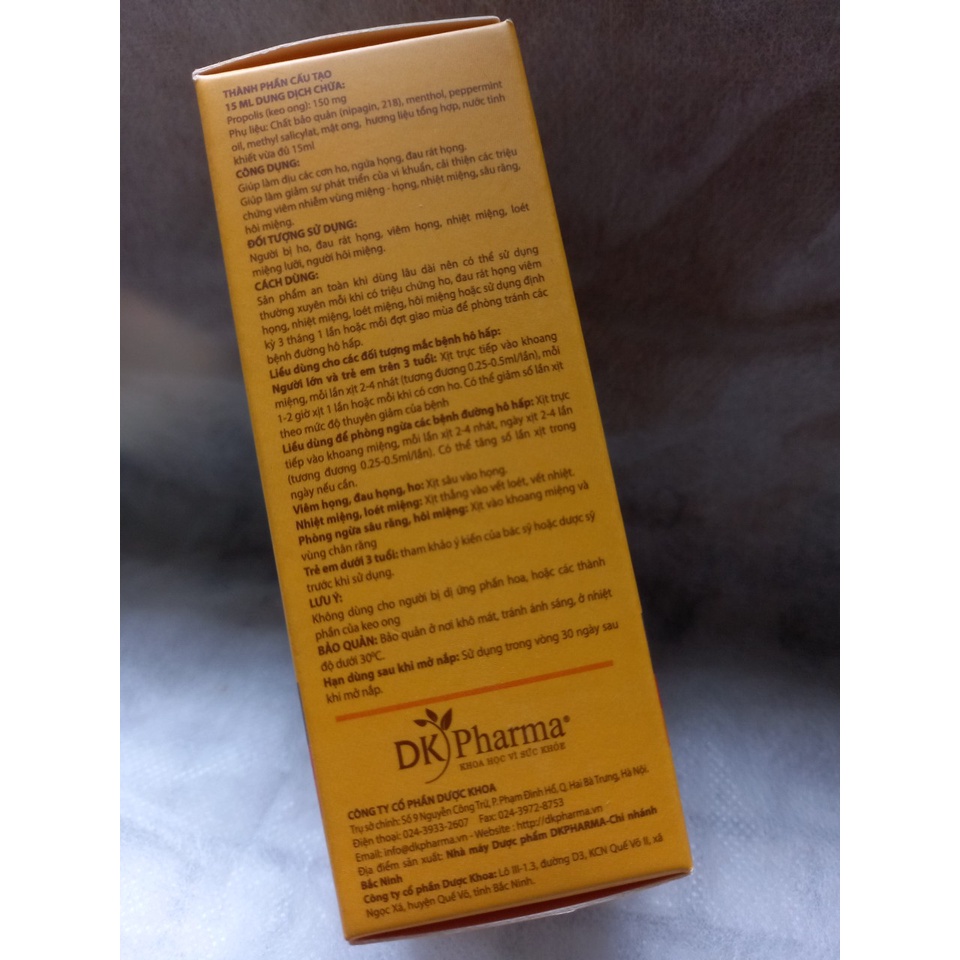 THÀNH PHẦN CẤU TẠO
15 ML DUNG DỊCH CHỨA:
Propolis (keo ong): 150 mg
Phụ liệu: Chất bảo quản (nipagin, 218), menthol, peppermint
oil, methyl salicylat, mật ong, hương liệu tổng hợp, nước tinh
khiết vừa đủ 15ml
CÔNG DỤNG:
Giúp làm dịu các cơn ho, ngứa họng, đau rát họng.
Giúp làm giảm sự phát triển của vi khuẩn, cải thiện các triệu
chứng viêm nhiễm vùng miệng - họng, nhiệt miệng, sâu răng,
hôi miệng.
ĐỐI TƯỢNG SỬ DỤNG:
Người bị ho, đau rát họng, viêm họng, nhiệt miệng, loét
miệng lưỡi, người hôi miệng.
CÁCH DÙNG:
Sản phẩm an toàn khi dùng lâu dài nên có thể sử dụng
thường xuyên mỗi khi có triệu chứng ho, đau rát họng viêm
họng, nhiệt miệng, loét miệng, hôi miệng hoặc sử dụng định
kỳ 3 tháng 1 lần hoặc mỗi đợt giao mùa để phòng tránh các
bệnh đường hô hấp.
Liều dùng cho các đối tượng mắc bệnh hô hấp:
Người lớn và trẻ em trên 3 tuổi: Xịt trực tiếp vào khoang
miệng, mỗi lần xịt 2-4 nhát (tương đương 0.25-0.5ml/lần), mỗi
1-2 giờ xịt 1 lần hoặc mỗi khi có cơn ho. Có thể giảm số lần xịt
theo mức độ thuyên giảm của bệnh
Liều dùng để phòng ngừa các bệnh đường hô hấp: Xịt trực
tiếp vào khoang miệng, mỗi lần xịt 2-4 nhát, ngày xịt 2-4 lần
(tương đương 0.25-0.5ml/lần). Có thể tăng số lần xịt trong
ngày nếu cần.
Viêm họng, đau họng, ho: Xịt sâu vào họng.
Nhiệt miệng, loét miệng: Xịt thẳng vào vết loét, vết nhiệt.
Phòng ngừa sâu răng, hôi miệng: Xịt vào khoang miệng và
vùng chân răng
Trẻ em dưới 3 tuổi: tham khảo ý kiến của bác sỹ hoặc dược sỹ
trước khi sử dụng.
LƯU Ý:
Không dùng cho người bị dị ứng phấn hoa, hoặc các thành
phần của keo ong
BẢO QUẢN: Bảo quản ở nơi khô mát, tránh ánh sáng, ở nhiệt
độ dưới 30⁰C.
Hạn dùng sau khi mở nắp: Sử dụng trong vòng 30 ngày sau
khi mở nắp.
DK Pharma®
KHOA HỌC VÌ SỨC KHỎE
CÔNG TY CỔ PHẦN DƯỢC KHOA
Trụ sở chính: Số 9 Nguyễn Công Trứ, P. Phạm Đình Hổ, Q. Hai Bà Trưng, Hà Nội.
Điện thoại: 024-3933-2607 Fax: 024-3972-8753
Email: info@dkpharma.vn - Website : http://dkpharma.vn
Địa điểm sản xuất: Nhà máy Dược phẩm DKPHARMA-Chi nhánh
Bắc Ninh
Công ty cổ phần Dược Khoa: Lô III-1.3, đường D3, KCN Quế Võ II, xã
Ngọc Xá, huyện Quế Võ, tỉnh Bắc Ninh.